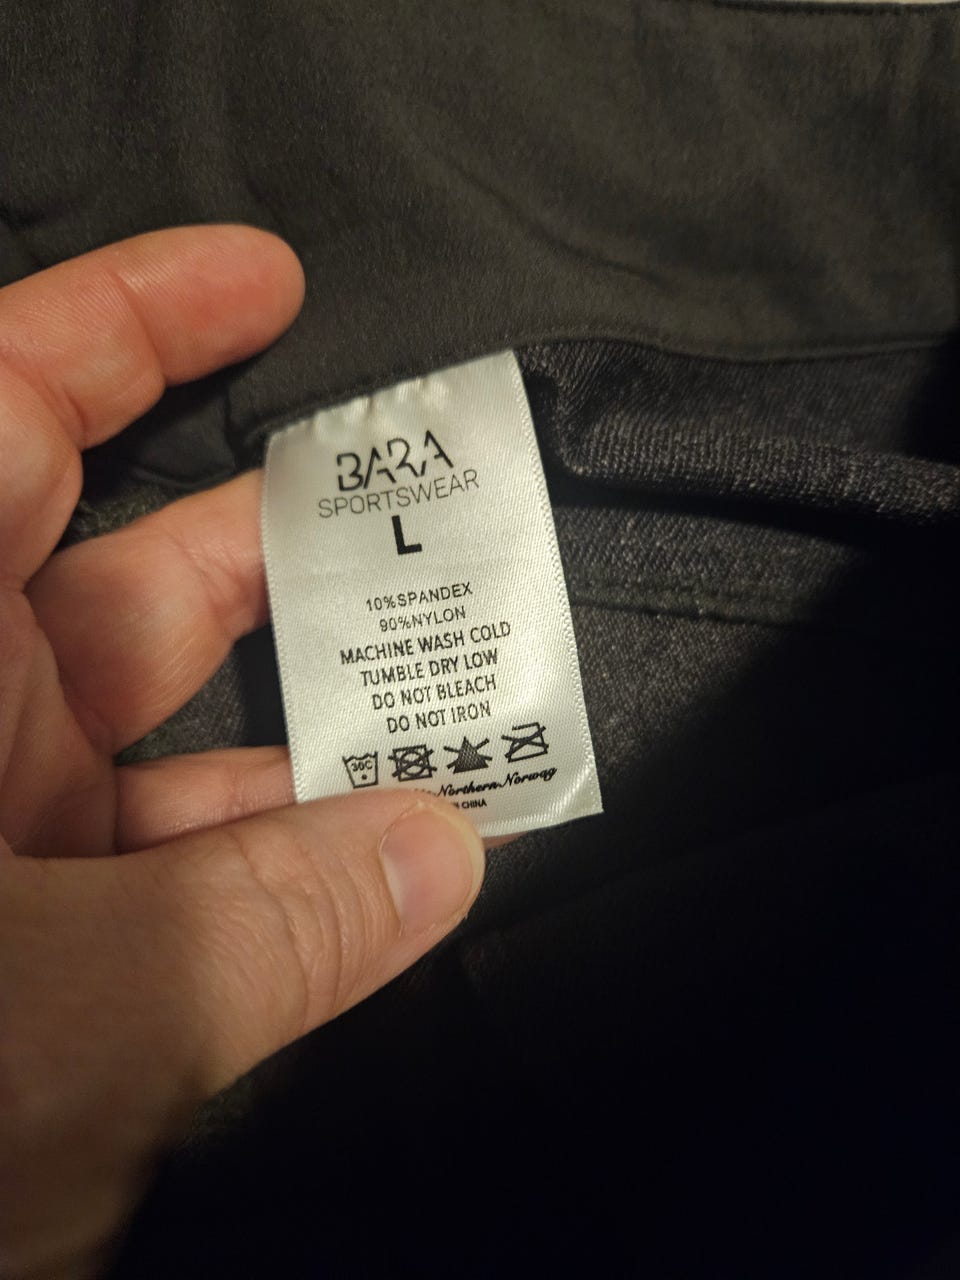 BARA
SPORTSWEAR
L
10%SPANDEX
90%NYLON
MACHINE WASH COLD
TUMBLE DRY LOW
DO NOT BLEACH
DO NOT IRON
30C
Northern Norway
CHINA